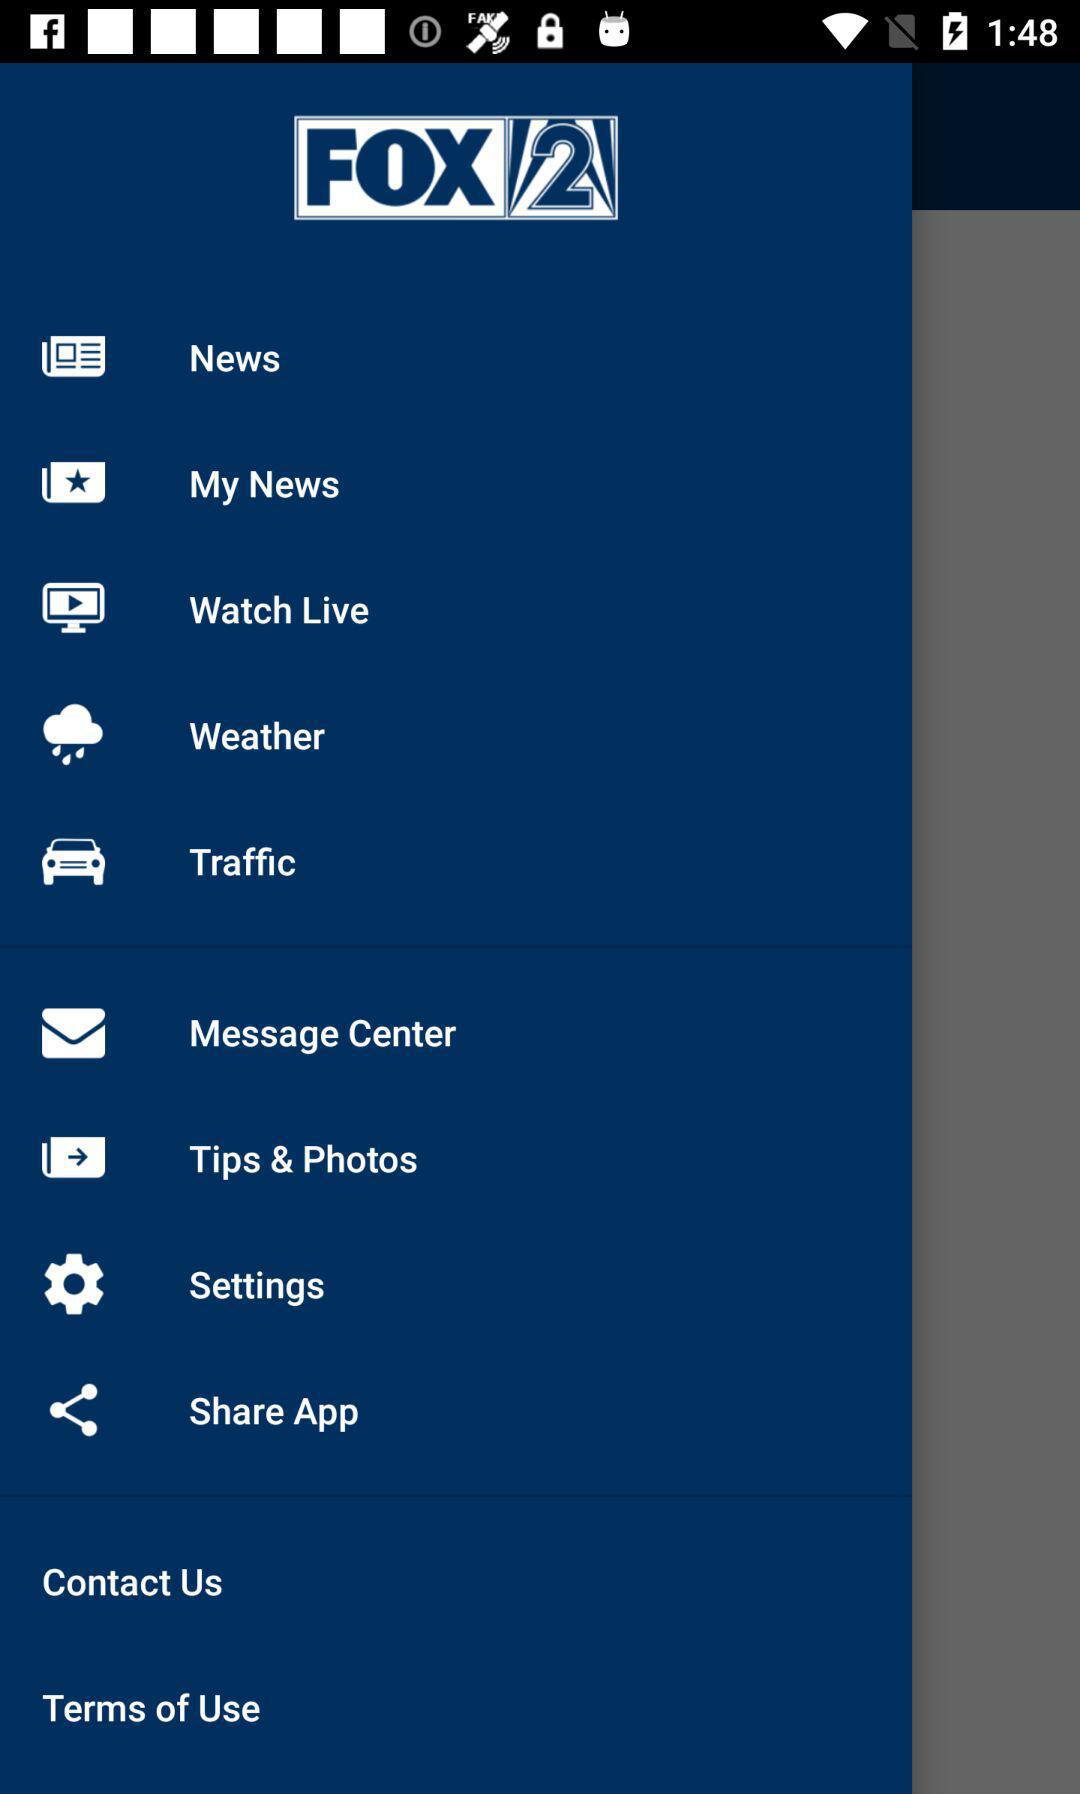 FAKE
1:48
FOX 2
News
My News
Watch Live
Weather
Traffic
Message Center
Tips & Photos
Settings
Share App
Contact Us
Terms of Use